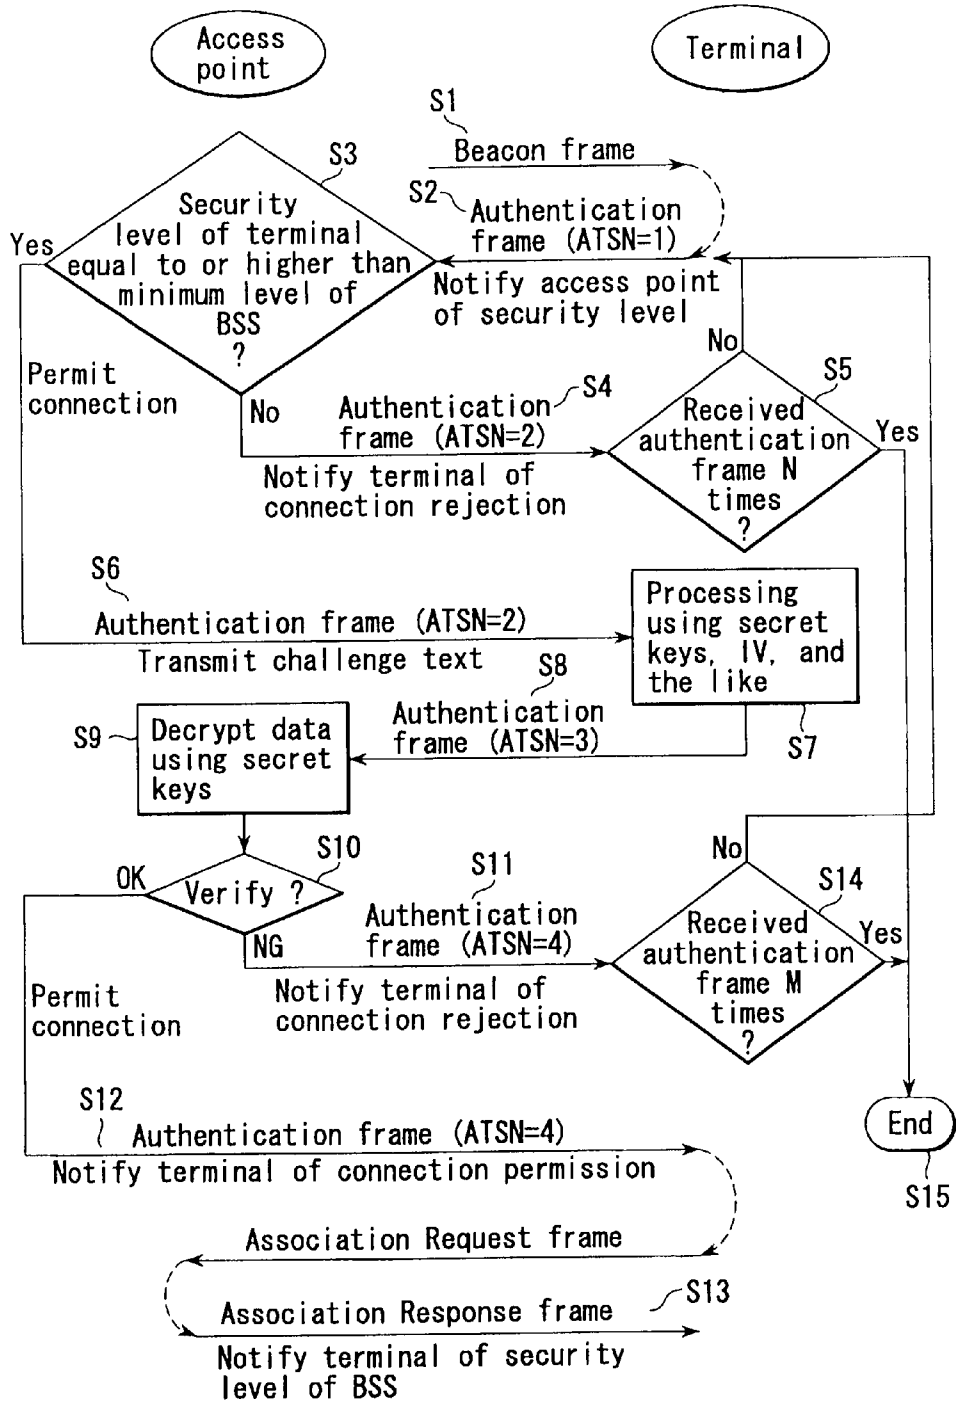 Access
point
Terminal
S1
Beacon frame
S3
S2
Authentication
frame (ATSN=1)
Notify access point
of security level
Security
level of terminal
equal to or higher than
minimum level of
BSS
?
Yes
Permit
connection
No
S4
Authentication
frame (ATSN=2)
Notify terminal of
connection rejection
No
S5
Received
authentication
frame N
times
?
Yes
S6
Authentication frame (ATSN=2)
Transmit challenge text
Processing
using secret
keys, IV, and
the like
S7
S8
Authentication
frame (ATSN=3)
S9
Decrypt data
using secret
keys
S10
OK
Verify ?
NG
S11
Authentication
frame (ATSN=4)
Notify terminal of
connection rejection
No
S14
Received
authentication
frame M
times
?
Yes
Permit
connection
S12
Authentication frame (ATSN=4)
Notify terminal of connection permission
End
S15
Association Request frame
S13
Association Response frame
Notify terminal of security
level of BSS